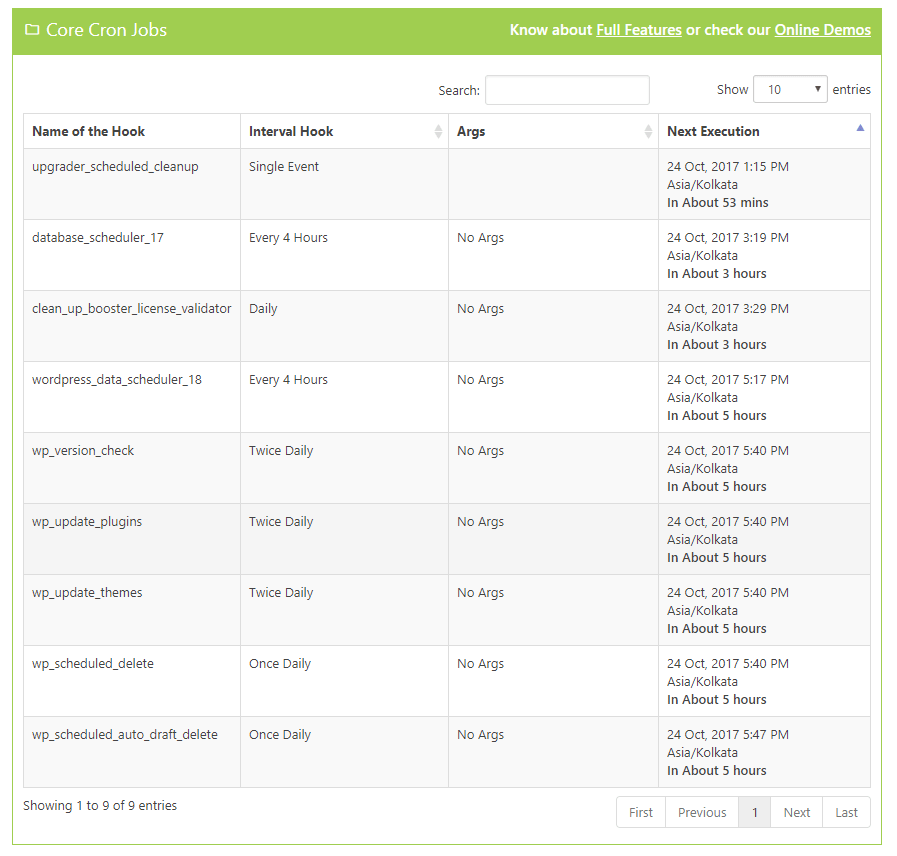 Core Cron Jobs
Know about Full Features or check our Online Demos
Search:
Show 10 entries
Name of the Hook Interval Hook Args Next Execution
upgrader_scheduled_cleanup Single Event 24 Oct, 2017 1:15 PM
Asia/Kolkata
In About 53 mins
database_scheduler_17 Every 4 Hours No Args 24 Oct, 2017 3:19 PM
Asia/Kolkata
In About 3 hours
clean_up_booster_license_validator Daily No Args 24 Oct, 2017 3:29 PM
Asia/Kolkata
In About 3 hours
wordpress_data_scheduler_18 Every 4 Hours No Args 24 Oct, 2017 5:17 PM
Asia/Kolkata
In About 5 hours
wp_version_check Twice Daily No Args 24 Oct, 2017 5:40 PM
Asia/Kolkata
In About 5 hours
wp_update_plugins Twice Daily No Args 24 Oct, 2017 5:40 PM
Asia/Kolkata
In About 5 hours
wp_update_themes Twice Daily No Args 24 Oct, 2017 5:40 PM
Asia/Kolkata
In About 5 hours
wp_scheduled_delete Once Daily No Args 24 Oct, 2017 5:40 PM
Asia/Kolkata
In About 5 hours
wp_scheduled_auto_draft_delete Once Daily No Args 24 Oct, 2017 5:47 PM
Asia/Kolkata
In About 5 hours
Showing 1 to 9 of 9 entries
First Previous 1 Next Last